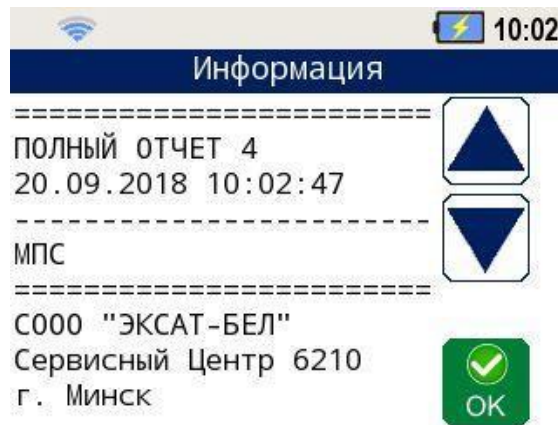 10:02
Информация
========================
ПОЛНЫЙ ОТЧЕТ 4
20.09.2018 10:02:47
------------------------
МПС
========================
СООО "ЭКСАТ-БЕЛ"
Сервисный Центр 6210
г. Минск
OK